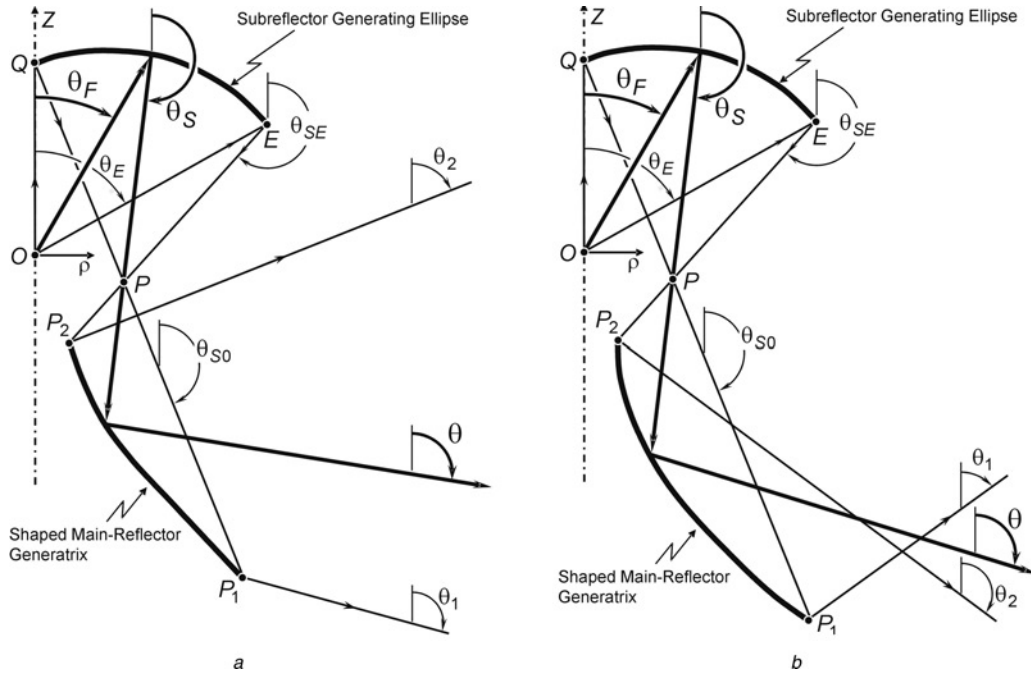 Z
Subreflector Generating Ellipse
Q
θF
θS
E
θSE
θE
θ2
O
ρ
P
P2
θS0
θ
Shaped Main-Reflector
Generatrix
P1
θ1
a
Z
Subreflector Generating Ellipse
Q
θF
θS
E
θSE
θE
O
ρ
P
P2
θS0
θ1
θ
Shaped Main-Reflector
Generatrix
θ2
P1
b